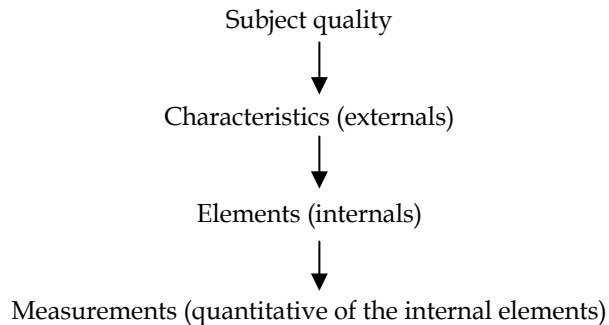 Subject quality
Characteristics (externals)
Elements (internals)
Measurements (quantitative of the internal elements)